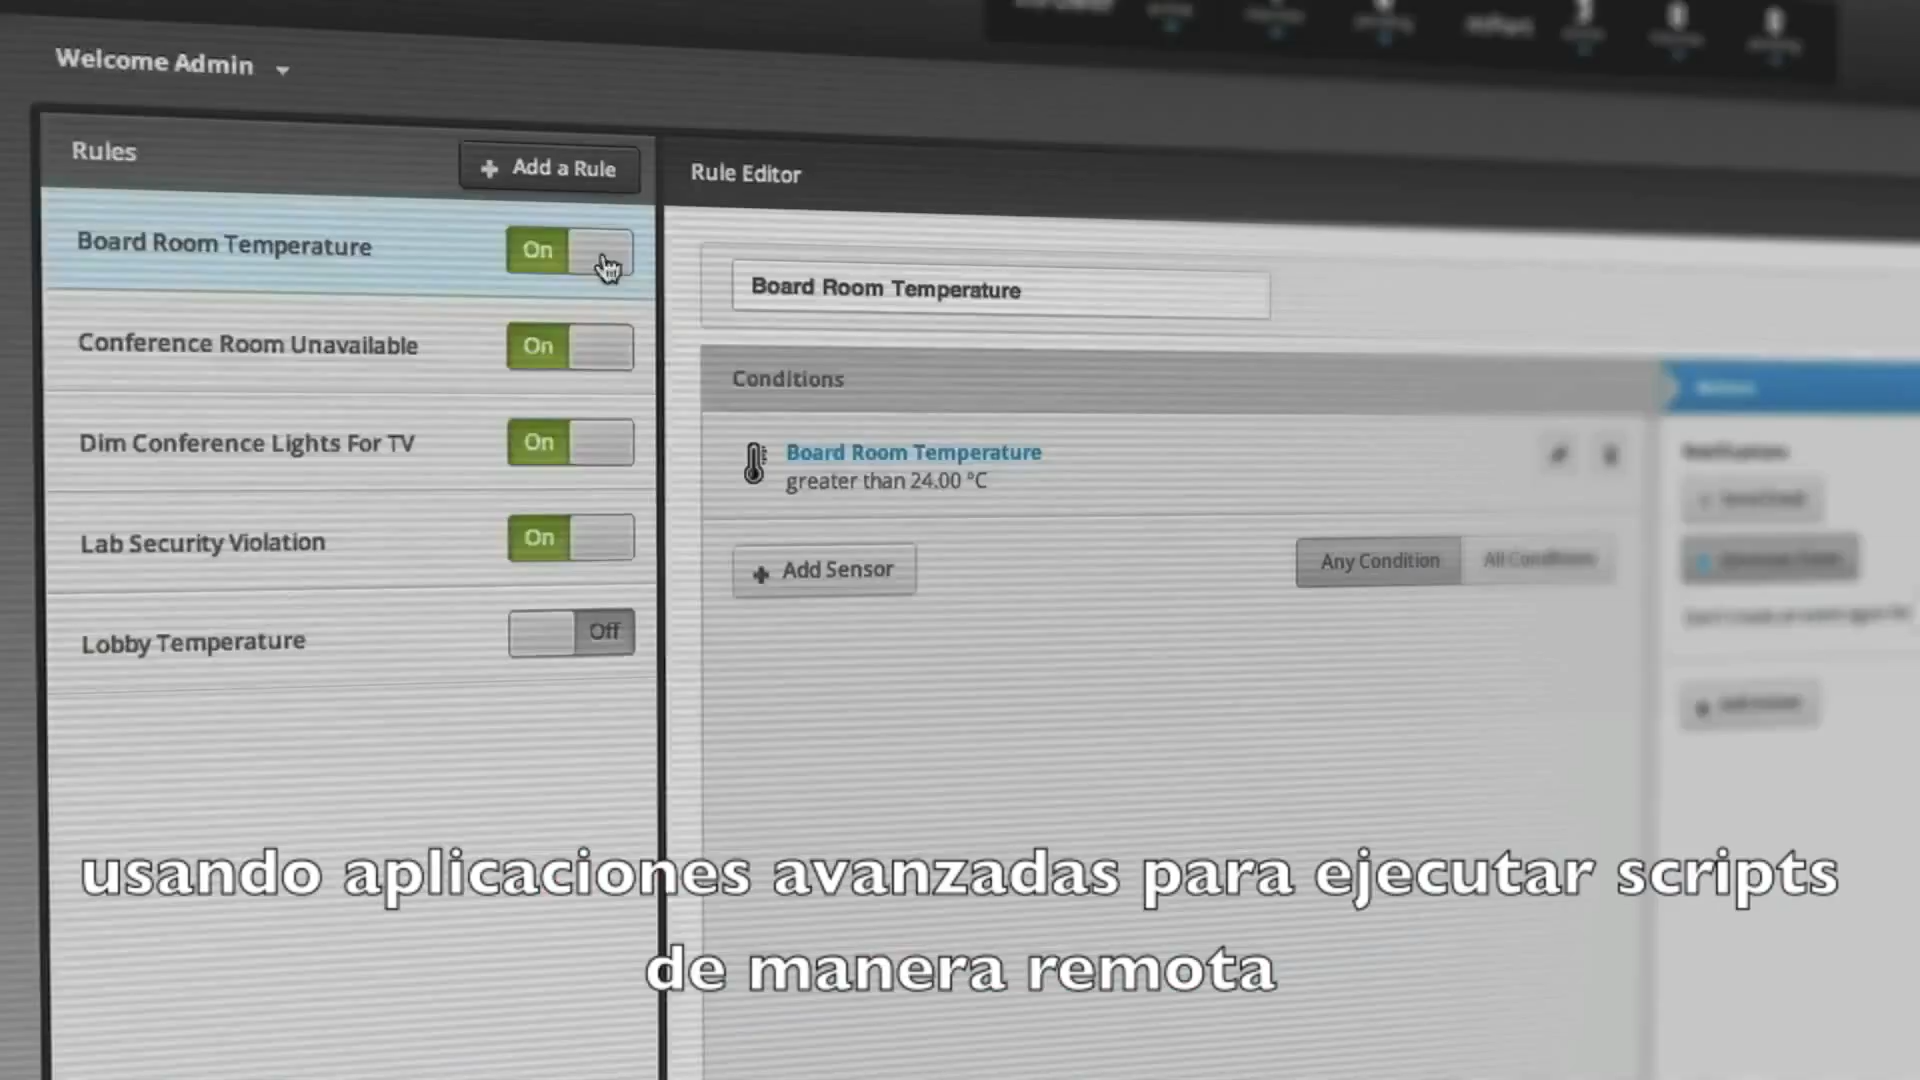 Welcome Admin
Rules
+ Add a Rule
Rule Editor
Board Room Temperature
On
Board Room Temperature
Conference Room Unavailable
On
Conditions
Dim Conference Lights For TV
On
Board Room Temperature
greater than 24.00 °C
Lab Security Violation
On
+ Add Sensor
Any Condition
All Conditions
Lobby Temperature
Off
usando aplicaciones avanzadas para ejecutar scripts
de manera remota